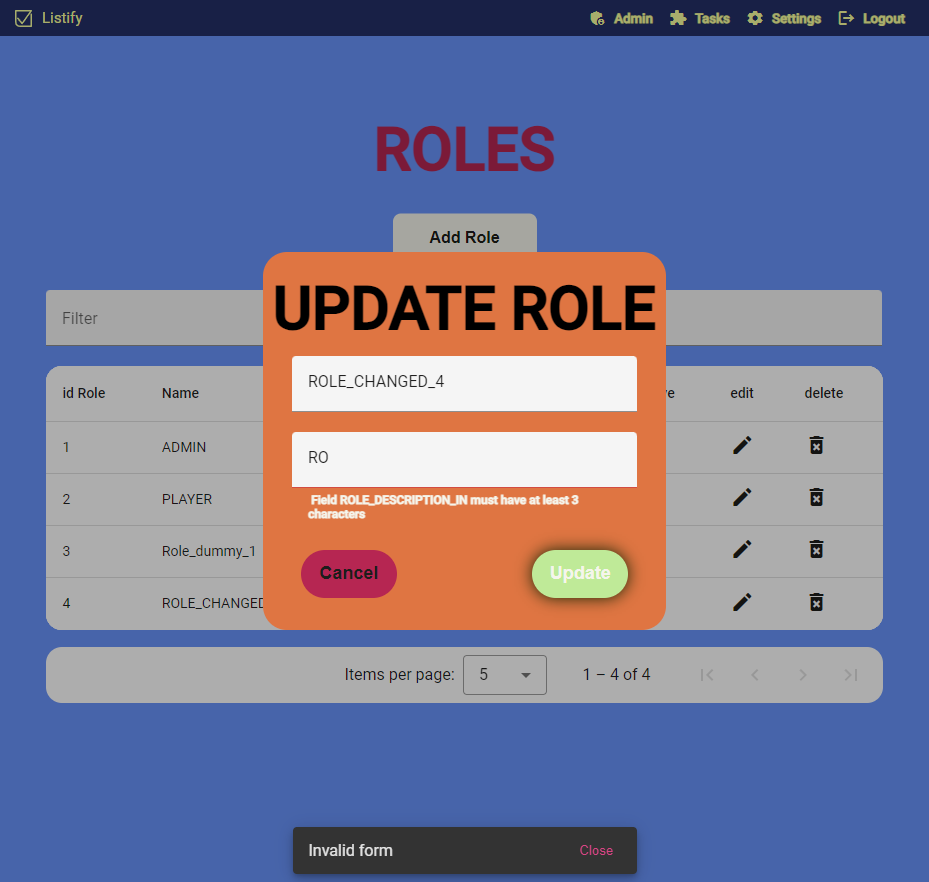 Listify Admin Tasks Settings Logout
ROLES
Add Role
UPDATE ROLE
Filter
ROLE_CHANGED_4
id Role Name ve edit delete
1 ADMIN
RO
2 PLAYER
Field ROLE_DESCRIPTION_IN must have at least 3
characters
3 Role_dummy_1
Cancel Update
4 ROLE_CHANGED
Items per page: 5 1 – 4 of 4
Invalid form Close